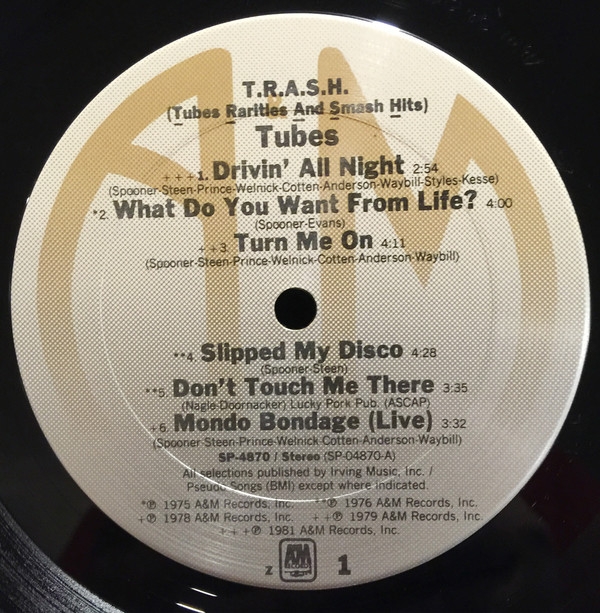 T.R.A.S.H.
(Tubes Rarities And Smash Hits)
Tubes
+++1. Drivin' All Night 2:54
(Spooner-Steen-Prince-Welnick-Cotten-Anderson-Waybill-Styles-Kesse)
*2. What Do You Want From Life? 4:00
(Spooner-Evans)
++3 Turn Me On 4:11
(Spooner-Steen-Prince-Welnick-Cotten-Anderson-Waybill)
**4. Slipped My Disco 4:28
(Spooner-Steen)
**5. Don't Touch Me There 3:35
(Nagle-Doornacker) Lucky Pork Pub. (ASCAP)
+6. Mondo Bondage (Live) 3:32
(Spooner-Steen-Prince-Welnick-Cotten-Anderson-Waybill)
SP-4870 / Stereo (SP-04870-A)
All selections published by Irving Music, Inc. /
Pseudo Songs (BMI) except where indicated.
*℗ 1975 A&M Records, Inc. **℗ 1976 A&M Records, Inc.
+℗ 1978 A&M Records, Inc. ++℗ 1979 A&M Records, Inc.
+++℗ 1981 A&M Records, Inc.
z A&M 1